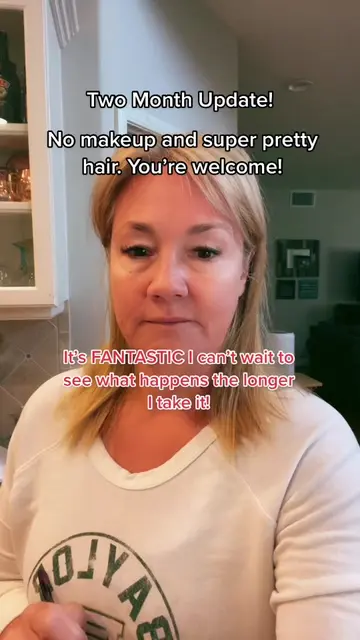 Two Month Update!
No makeup and super pretty
hair. You're welcome!
It's FANTASTIC I can't wait to
see what happens the longer
I take it!
BAYLOR